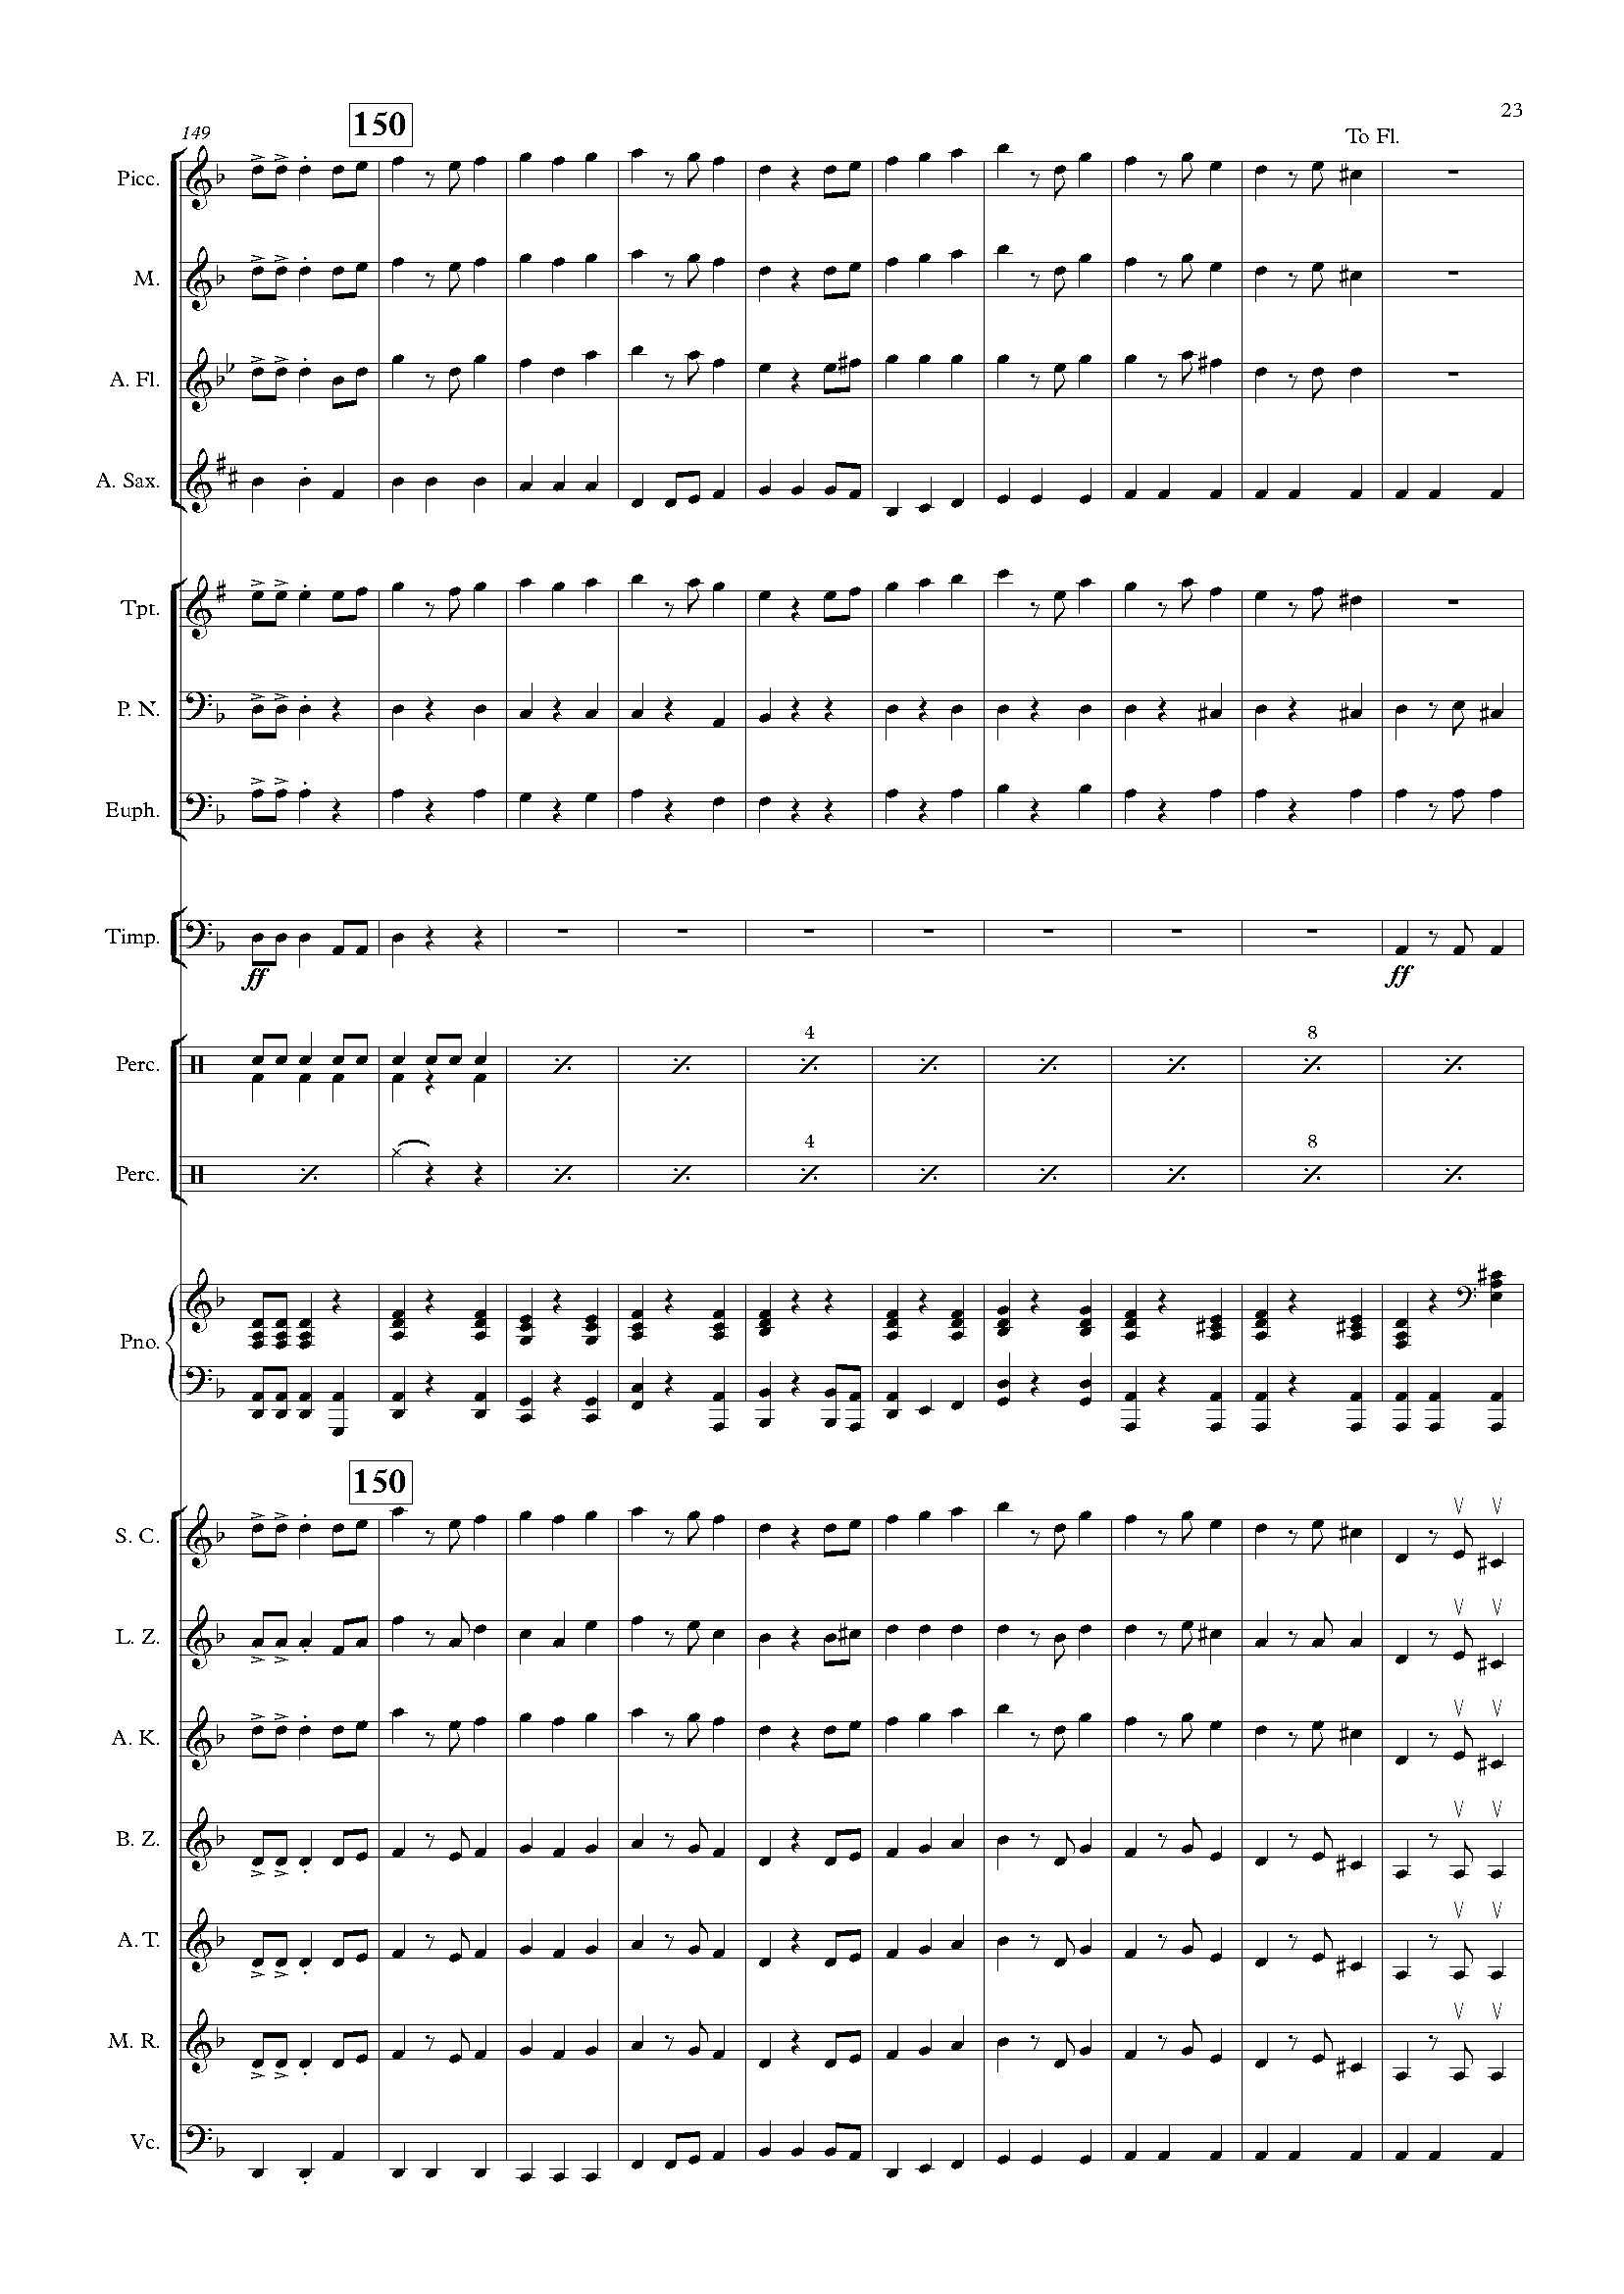 23
To Fl.
149
150
Picc.
M.
A. Fl.
A. Sax.
Tpt.
P. N.
Euph.
Timp.
ff
ff
4
8
Perc.
4
8
Perc.
Pno.
150
S. C.
L. Z.
A. K.
B. Z.
A. T.
M. R.
Vc.